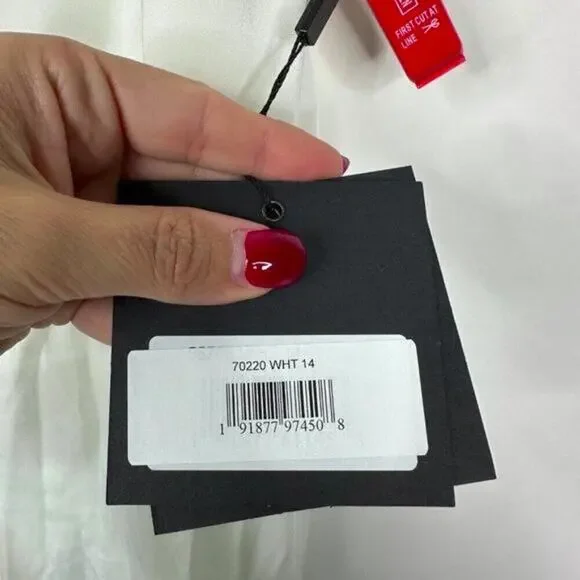 FIRST CUT AT
LINE
70220 WHT 14
1 91877 97450 8